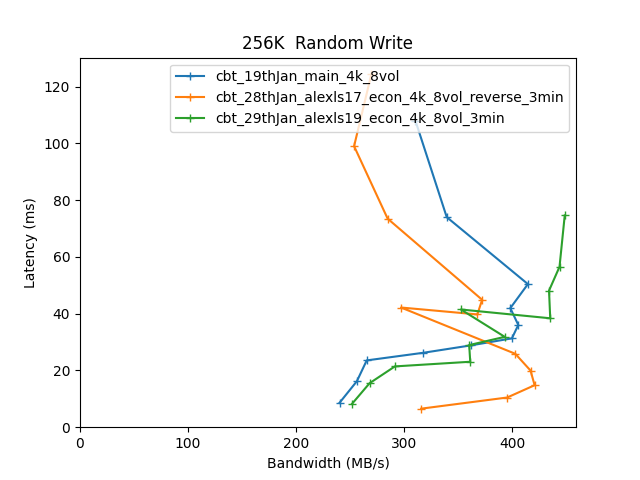 256K  Random Write
cbt_19thJan_main_4k_8vol
cbt_28thJan_alexls17_econ_4k_8vol_reverse_3min
cbt_29thJan_alexls19_econ_4k_8vol_3min
Latency (ms)
120
100
80
60
40
20
0
0 100 200 300 400
Bandwidth (MB/s)